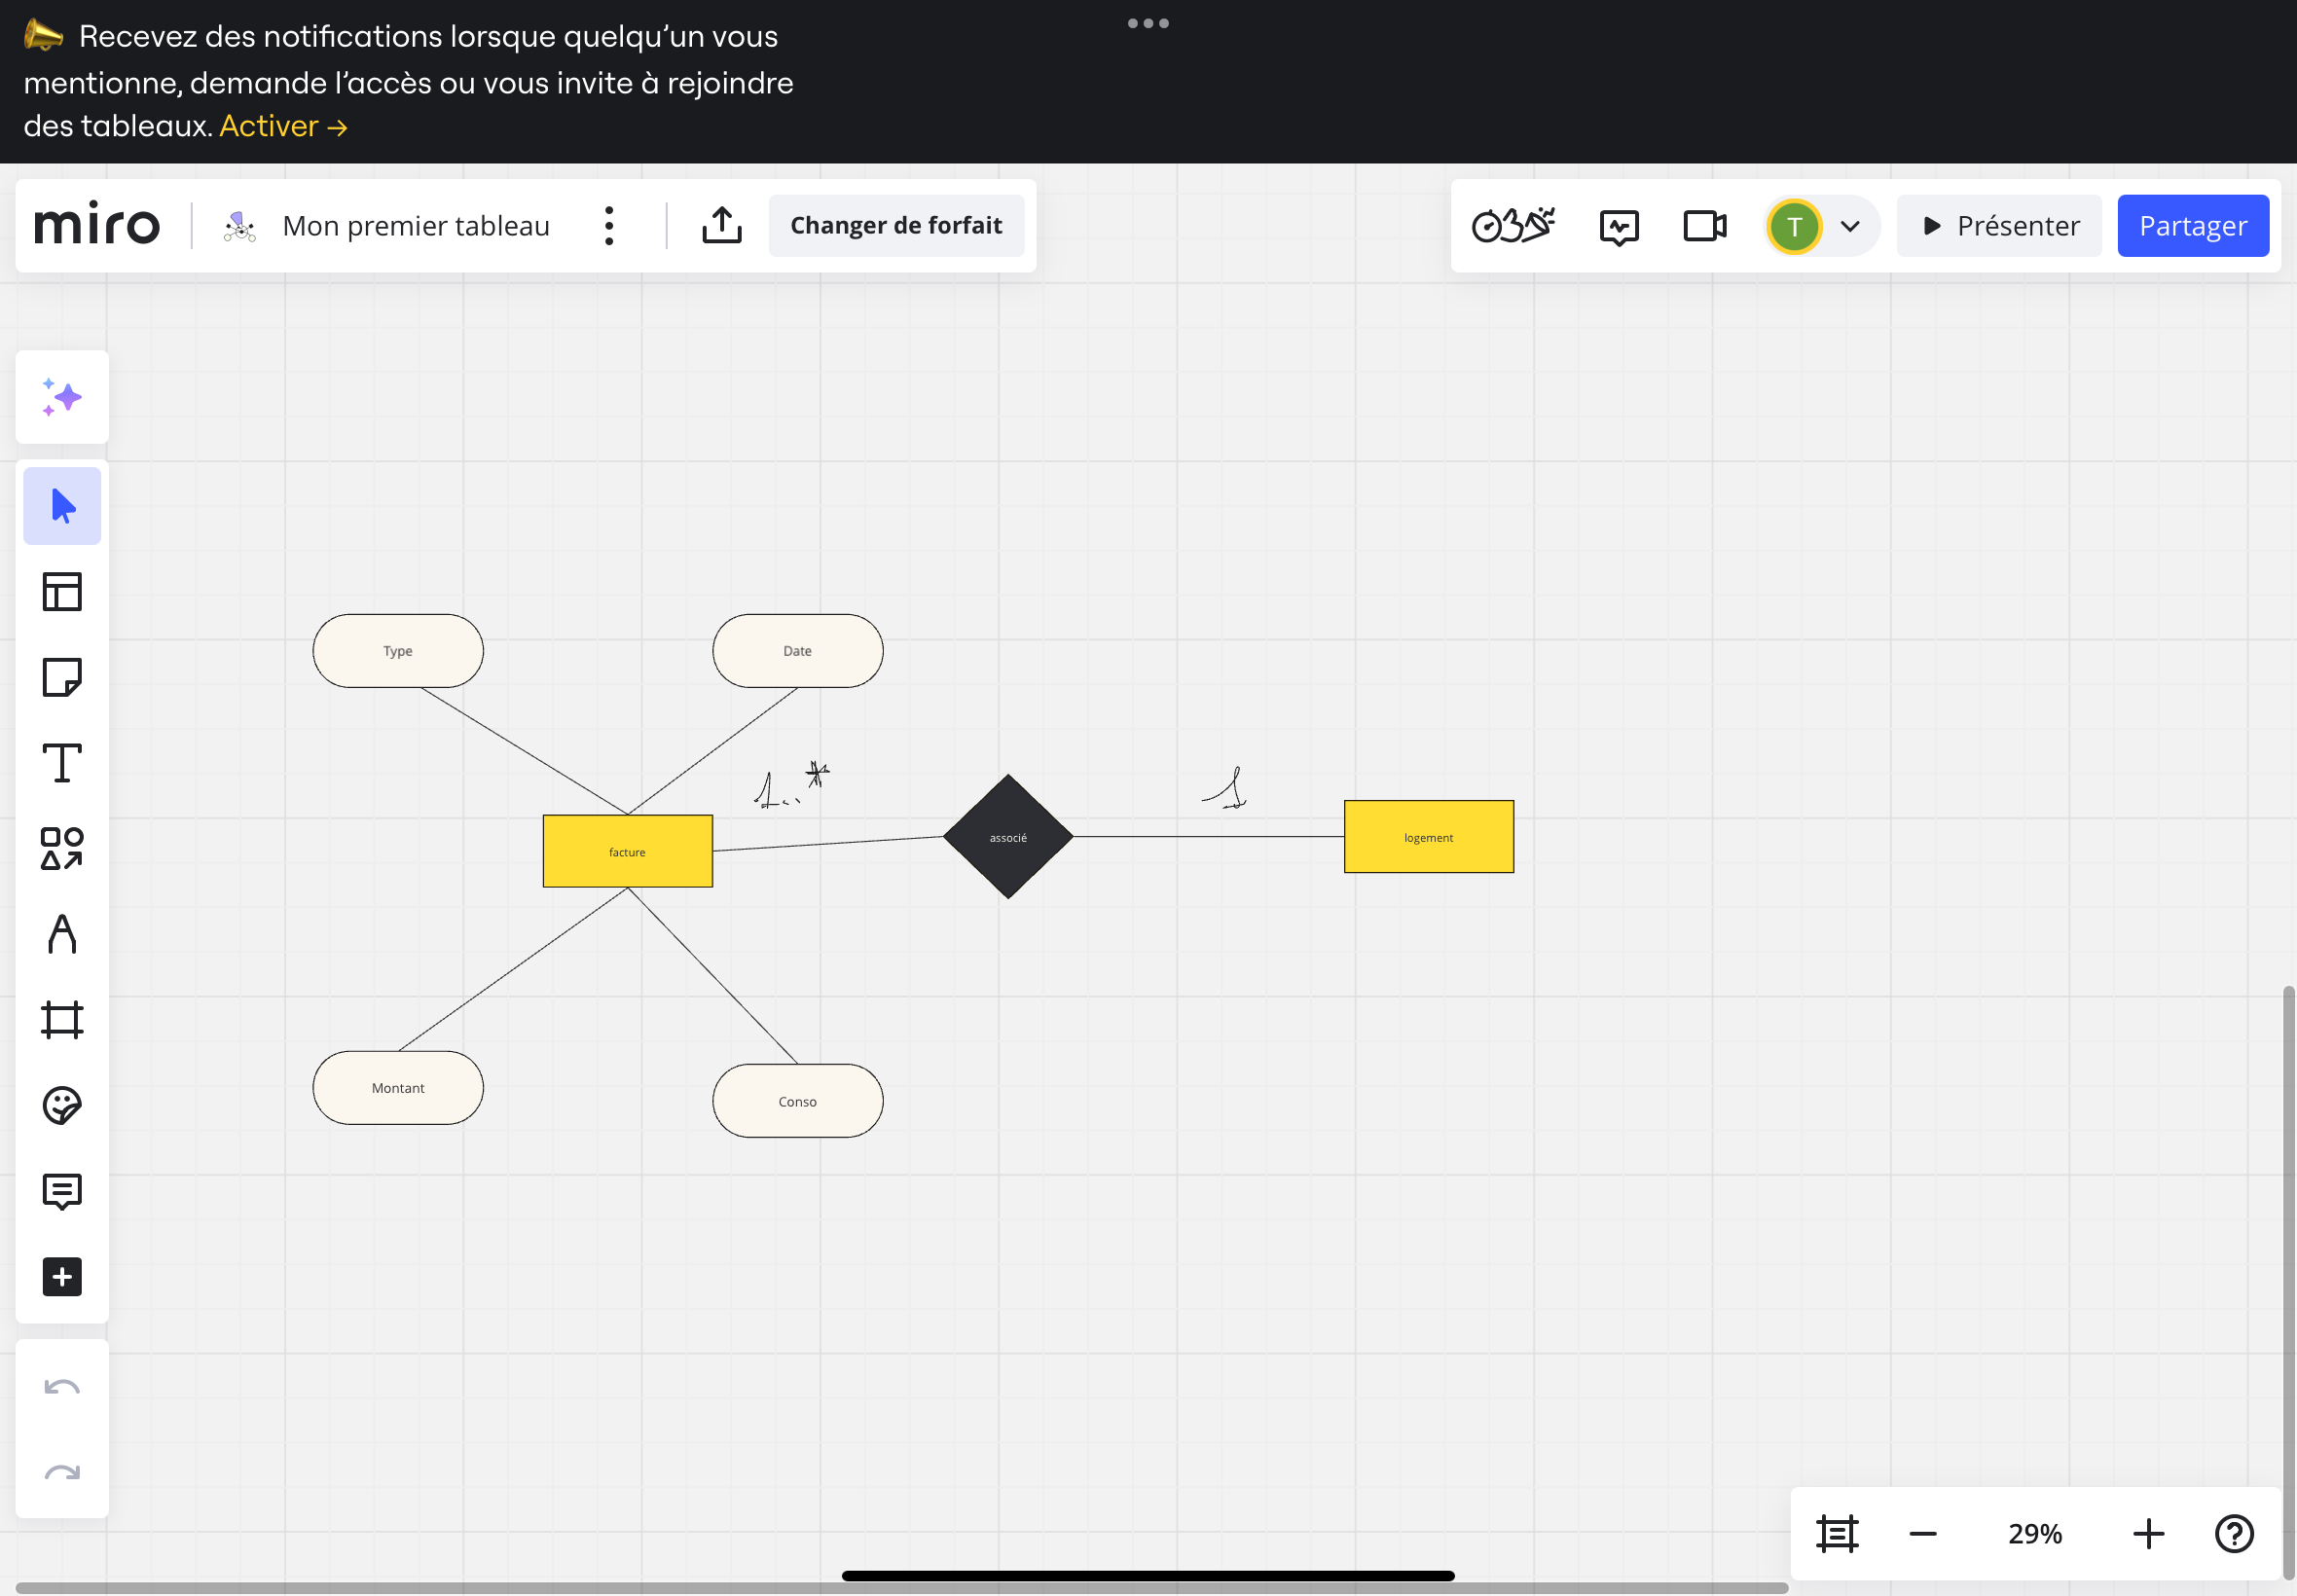 Recevez des notifications lorsque quelqu’un vous
mentionne, demande l’accès ou vous invite à rejoindre
des tableaux. Activer →
miro
Mon premier tableau
Changer de forfait
T
Présenter
Partager
Type
Date
1..*
1
facture
associé
logement
Montant
Conso
29%